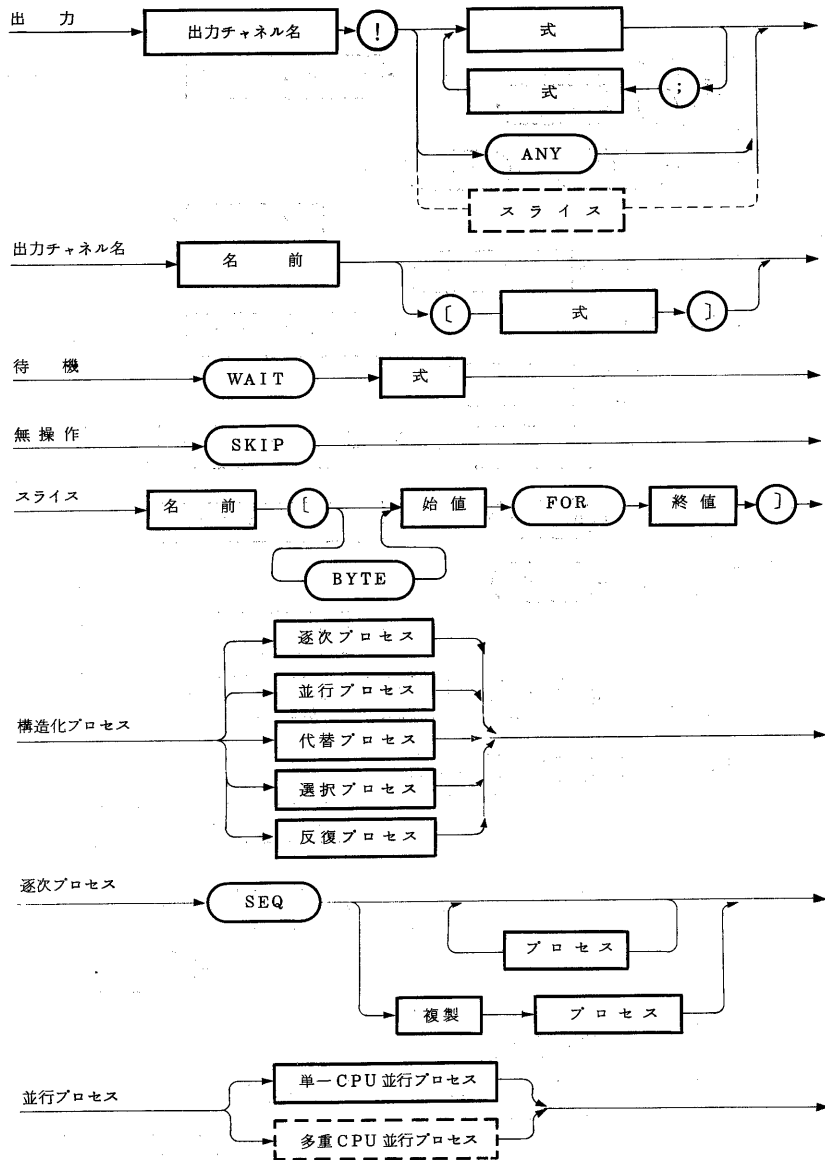 出 力
出力チャネル名 ! 式
式 ;
ANY
スライス
出力チャネル名
名 前
[ 式 ]
待 機
WAIT 式
無 操 作
SKIP
スライス
名 前 [ 始 値 FOR 終 値 ]
BYTE
逐次プロセス
並行プロセス
構造化プロセス
代替プロセス
選択プロセス
反復プロセス
逐次プロセス
SEQ
プロセス
複製 プロセス
並行プロセス
単一CPU並行プロセス
多重CPU並行プロセス